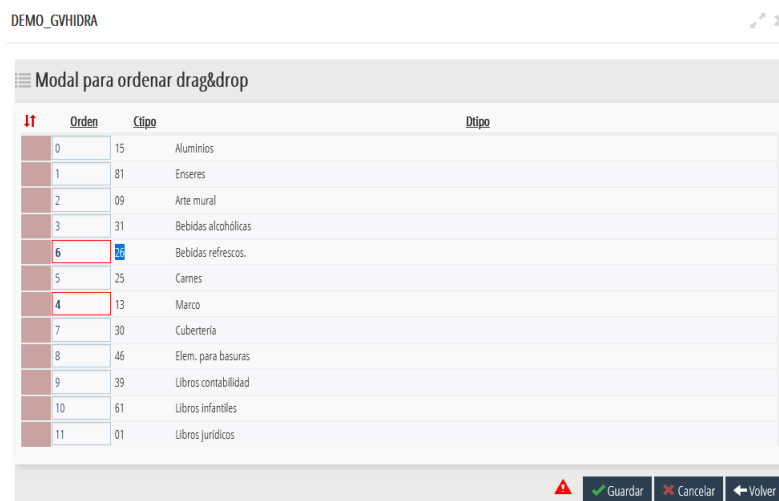 DEMO_GVHIDRA
Modal para ordenar drag&drop
Orden Ctipo Dtipo
0 15 Aluminios
1 81 Enseres
2 09 Arte mural
3 31 Bebidas alcohólicas
6 26 Bebidas refrescos.
5 25 Carnes
4 13 Marco
7 30 Cubertería
8 46 Elem. para basuras
9 39 Libros contabilidad
10 61 Libros infantiles
11 01 Libros jurídicos
Guardar Cancelar Volver